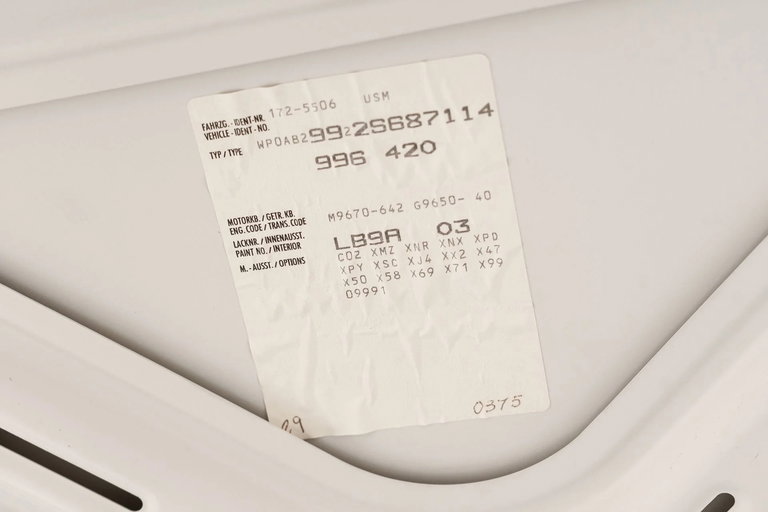 172-5506 USM
FAHRZG.-IDENT-NR.
VEHICLE-IDENT-NO.
WP0AB29922S687114
TYP / TYPE
996 420
MOTORKB. / GETR. KB.
ENG. CODE / TRANS. CODE
M9670-642 G9650- 40
LACKNR. / INNENAUSST.
PAINT NO. / INTERIOR
LB9A 03
M.-AUSST. / OPTIONS
C02 XMZ XNR XNX XPD
XPY XSC XJ4 XX2 X47
X50 X58 X69 X71 X99
09991
29
0375